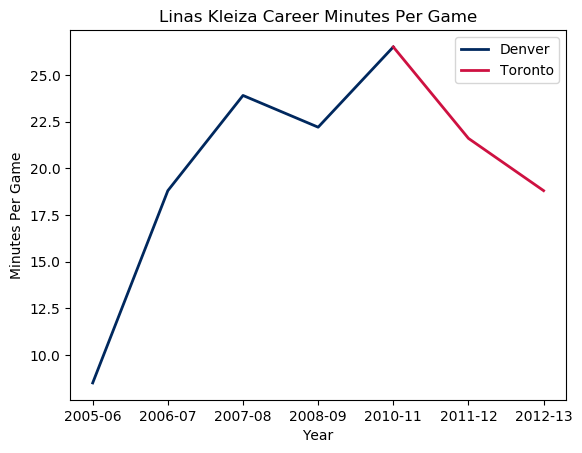 Linas Kleiza Career Minutes Per Game
Denver
Toronto
25.0
22.5
20.0
17.5
15.0
12.5
10.0
Minutes Per Game
2005-06 2006-07 2007-08 2008-09 2010-11 2011-12 2012-13
Year